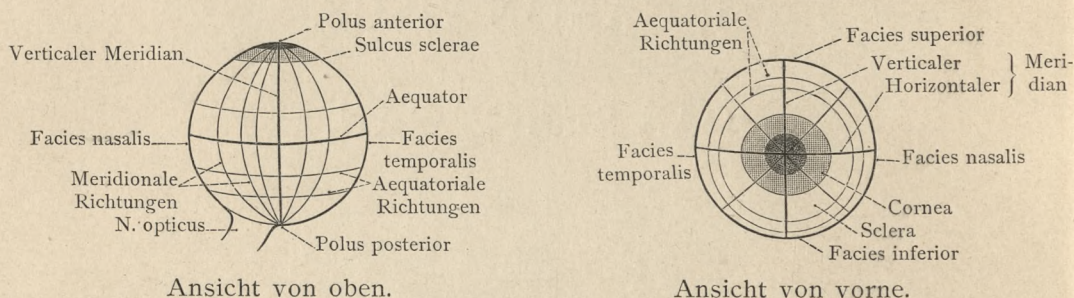 Polus anterior
Sulcus sclerae
Verticaler Meridian
Aequator
Facies nasalis
Facies
temporalis
Meridionale
Richtungen
Aequatoriale
Richtungen
N. opticus
Polus posterior
Ansicht von oben.
Aequatoriale
Richtungen
Facies superior
Verticaler
Horizontaler
} Meri-
dian
Facies
temporalis
Facies nasalis
Cornea
Sclera
Facies inferior
Ansicht von vorne.